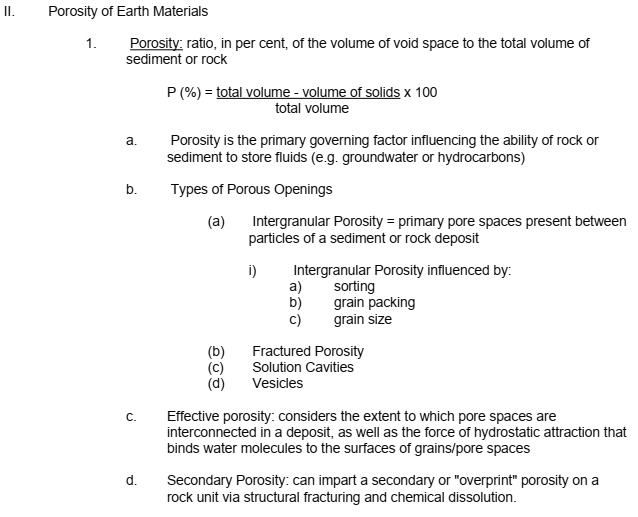 II. Porosity of Earth Materials
1. Porosity: ratio, in per cent, of the volume of void space to the total volume of
sediment or rock
P (%) = total volume - volume of solids x 100
total volume
a. Porosity is the primary governing factor influencing the ability of rock or
sediment to store fluids (e.g. groundwater or hydrocarbons)
b. Types of Porous Openings
(a) Intergranular Porosity = primary pore spaces present between
particles of a sediment or rock deposit
i) Intergranular Porosity influenced by:
a) sorting
b) grain packing
c) grain size
(b) Fractured Porosity
(c) Solution Cavities
(d) Vesicles
c. Effective porosity: considers the extent to which pore spaces are
interconnected in a deposit, as well as the force of hydrostatic attraction that
binds water molecules to the surfaces of grains/pore spaces
d. Secondary Porosity: can impart a secondary or "overprint" porosity on a
rock unit via structural fracturing and chemical dissolution.